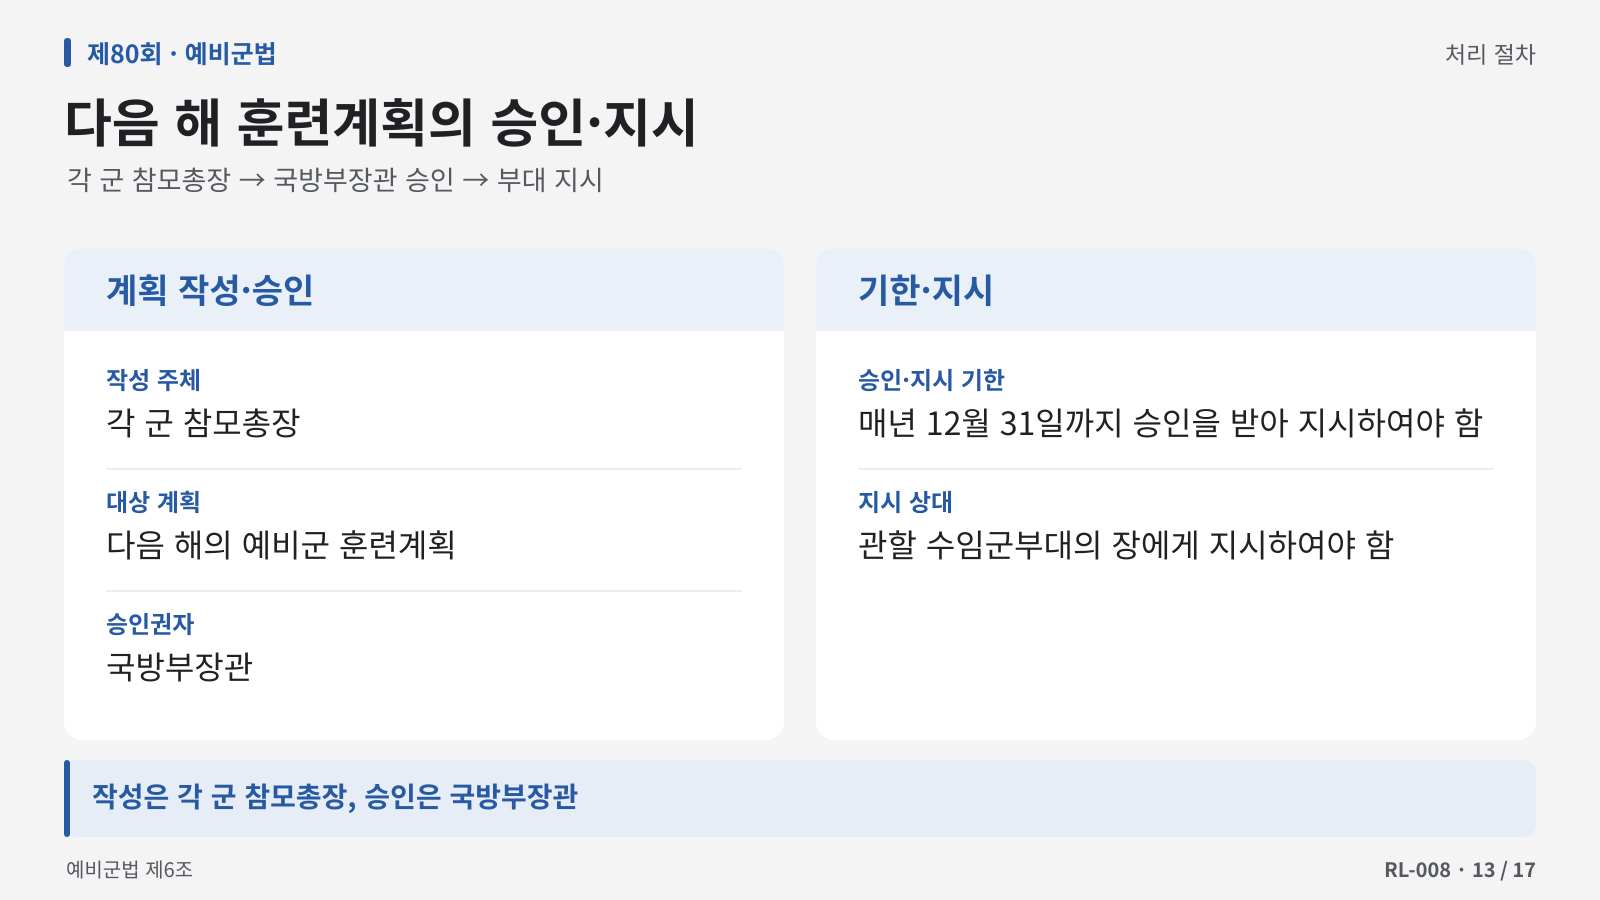 제80회 · 예비군법
처리 절차
다음 해 훈련계획의 승인·지시
각 군 참모총장 → 국방부장관 승인 → 부대 지시
계획 작성·승인
작성 주체
각 군 참모총장
대상 계획
다음 해의 예비군 훈련계획
승인권자
국방부장관
기한·지시
승인·지시 기한
매년 12월 31일까지 승인을 받아 지시하여야 함
지시 상대
관할 수임군부대의 장에게 지시하여야 함
작성은 각 군 참모총장, 승인은 국방부장관
예비군법 제6조
RL-008 · 13 / 17